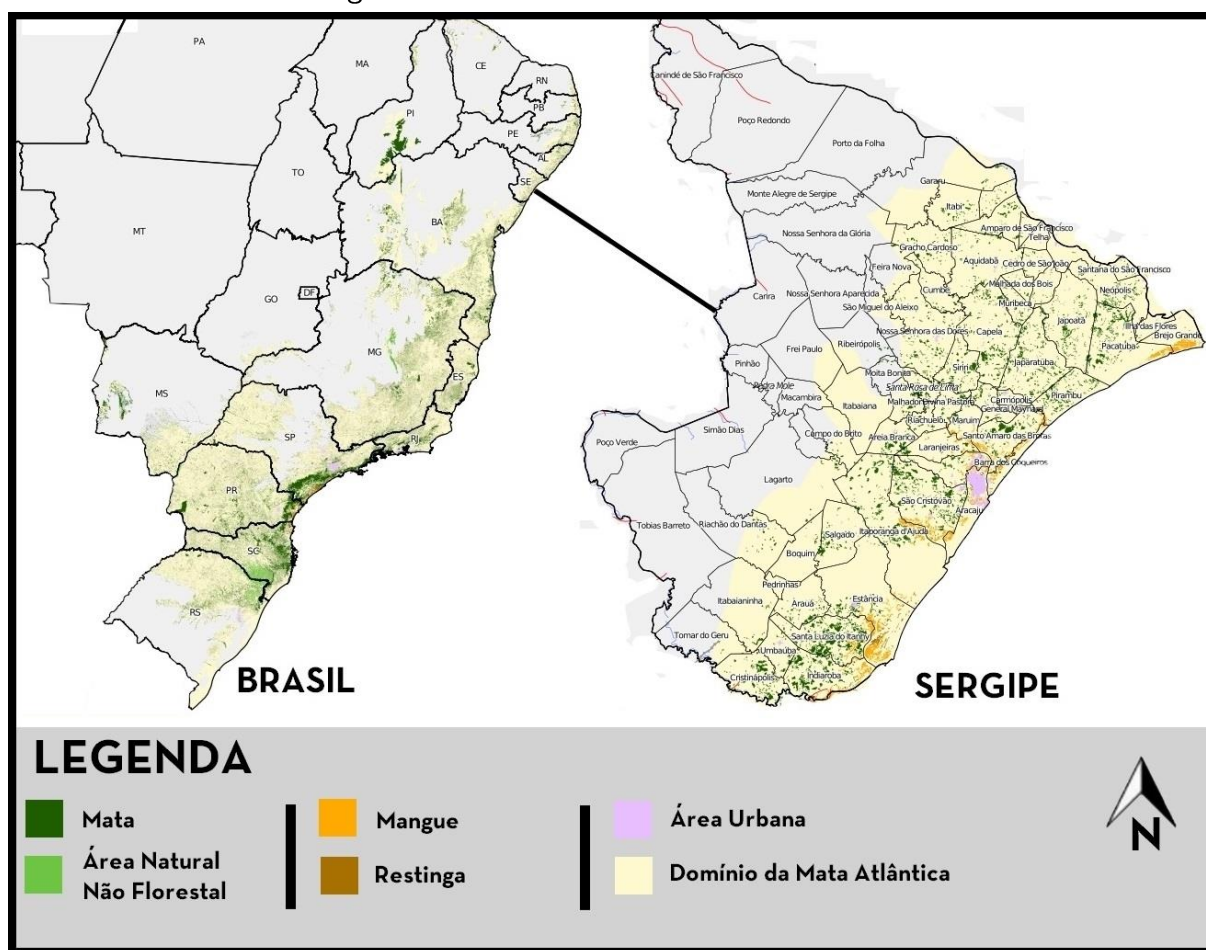 PA
MA
CE
RN
PB
PI
PE
AL
SE
TO
BA
MT
GO
DF
MG
ES
MS
SP
RJ
PR
SC
RS
BRASIL
Canindé de São Francisco
Poço Redondo
Porto da Folha
Gararu
Monte Alegre de Sergipe
Itabi
Nossa Senhora da Glória
Amparo de São Francisco
Telha
Gracho Cardoso
Aquidabã
Cedro de São João
Santana do São Francisco
Feira Nova
Malhada dos Bois
Neópolis
Carira
Nossa Senhora Aparecida
Cumbe
Muribeca
São Miguel do Aleixo
Japoatã
Ilha das Flores
Nossa Senhora das Dores
Capela
Brejo Grande
Frei Paulo
Ribeirópolis
Pacatuba
Pinhão
Siriri
Japaratuba
Moita Bonita
Pedra Mole
Santa Rosa de Lima
Macambira
Itabaiana
Malhador
Divina Pastora
Carmópolis
Pirambu
General Maynard
Riachuelo
Maruim
Simão Dias
Campo do Brito
Areia Branca
Santo Amaro das Brotas
Poço Verde
Laranjeiras
Barra dos Coqueiros
Lagarto
São Cristóvão
Aracaju
Tobias Barreto
Riachão do Dantas
Salgado
Itaporanga d'Ajuda
Boquim
Pedrinhas
Itabaianinha
Arauá
Estância
Tomar do Geru
Santa Luzia do Itanhy
Umbaúba
Cristinápolis
Indiaroba
SERGIPE
LEGENDA
Mata
Área Natural
Não Florestal
Mangue
Restinga
Área Urbana
Domínio da Mata Atlântica
N